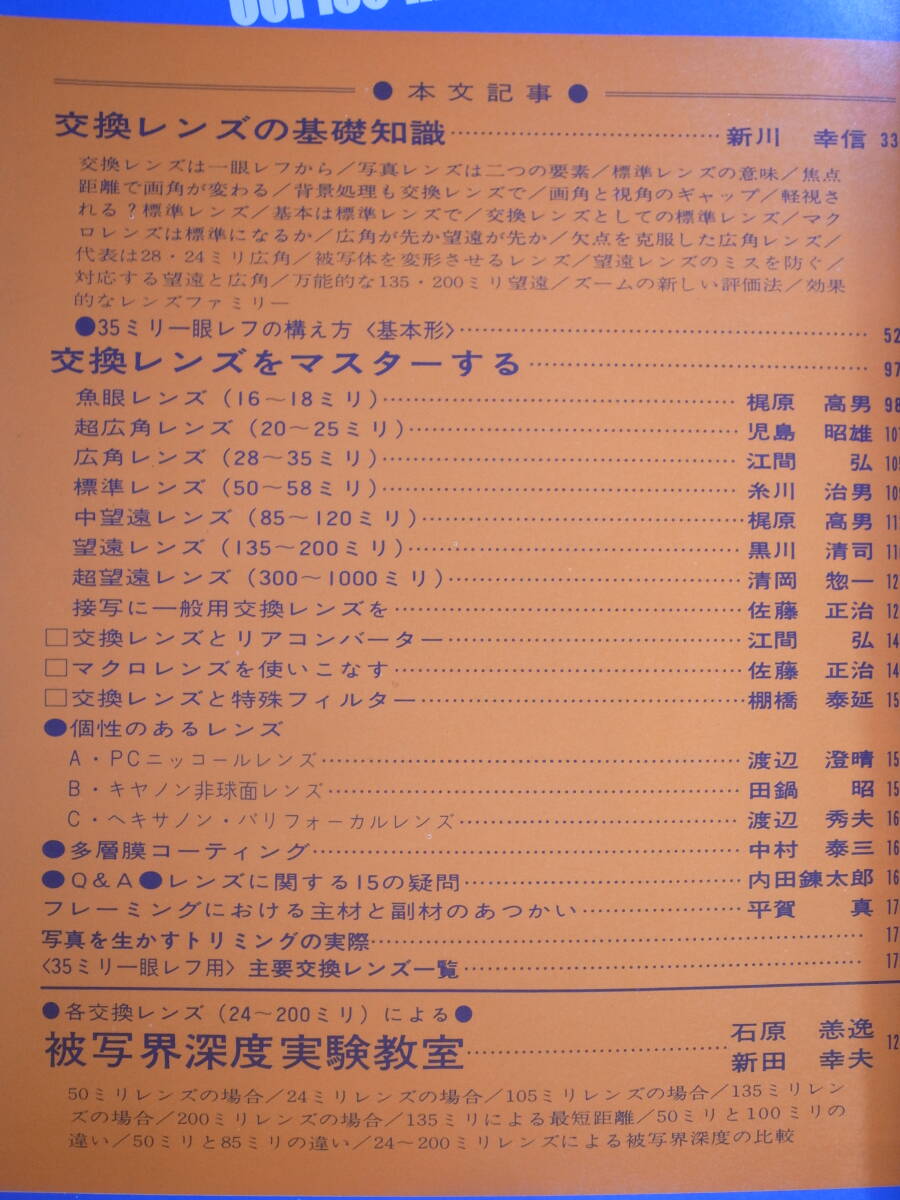 ●本文記事●
交換レンズの基礎知識……………………………新川 幸信 33
交換レンズは一眼レフから／写真レンズは二つの要素／標準レンズの意味／焦点
距離で画角が変わる／背景処理も交換レンズで／画角と視角のギャップ／軽視さ
れる？標準レンズ／基本は標準レンズで／交換レンズとしての標準レンズ／マク
ロレンズは標準になるか／広角が先か望遠が先か／欠点を克服した広角レンズ／
代表は28・24ミリ広角／被写体を変形させるレンズ／望遠レンズのミスを防ぐ／
対応する望遠と広角／万能的な135・200ミリ望遠／ズームの新しい評価法／効果
的なレンズファミリー
●35ミリ一眼レフの構え方〈基本形〉……………………………52
交換レンズをマスターする……………………………97
魚眼レンズ（16〜18ミリ）……………………………梶原 高男 98
超広角レンズ（20〜25ミリ）……………………………児島 昭雄
広角レンズ（28〜35ミリ）……………………………江間 弘
標準レンズ（50〜58ミリ）……………………………糸川 治男
中望遠レンズ（85〜120ミリ）……………………………梶原 高男
望遠レンズ（135〜200ミリ）……………………………黒川 清司
超望遠レンズ（300〜1000ミリ）……………………………清岡 惣一
接写に一般用交換レンズを……………………………佐藤 正治
□交換レンズとリアコンバーター……………………………江間 弘
□マクロレンズを使いこなす……………………………佐藤 正治
□交換レンズと特殊フィルター……………………………棚橋 泰延
●個性のあるレンズ
A・PCニッコールレンズ……………………………渡辺 澄晴
B・キヤノン非球面レンズ……………………………田鍋 昭
C・ヘキサノン・バリフォーカルレンズ……………………………渡辺 秀夫
●多層膜コーティング……………………………中村 泰三
●Q&A●レンズに関する15の疑問……………………………内田錬太郎
フレーミングにおける主材と副材のあつかい……………………………平賀 真
写真を生かすトリミングの実際……………………………
〈35ミリ一眼レフ用〉主要交換レンズ一覧……………………………
●各交換レンズ（24〜200ミリ）による●
被写界深度実験教室……………………………石原 恙逸
新田 幸夫
50ミリレンズの場合／24ミリレンズの場合／105ミリレンズの場合／135ミリレン
ズの場合／200ミリレンズの場合／135ミリによる最短距離／50ミリと100ミリの
違い／50ミリと85ミリの違い／24〜200ミリレンズによる被写界深度の比較